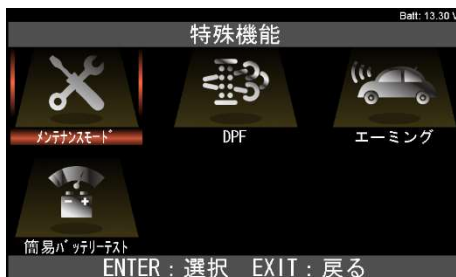 Batt: 13.30 V
特殊機能
ﾒﾝﾃﾅﾝｽﾓｰﾄﾞ
DPF
エーミング
簡易ﾊﾞｯﾃﾘｰﾃｽﾄ
ENTER：選択 EXIT：戻る